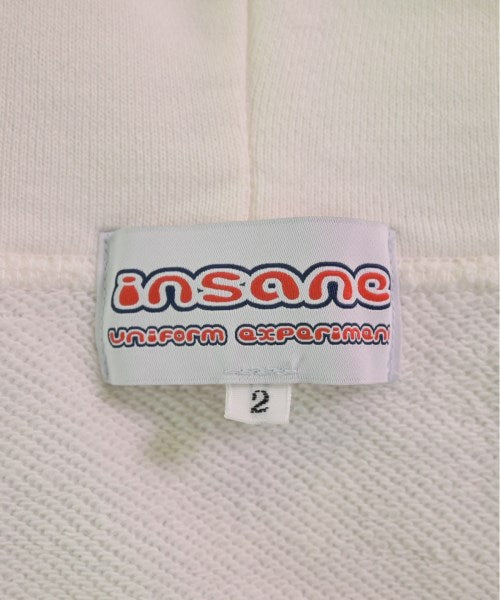 insane
uniform experiment
2